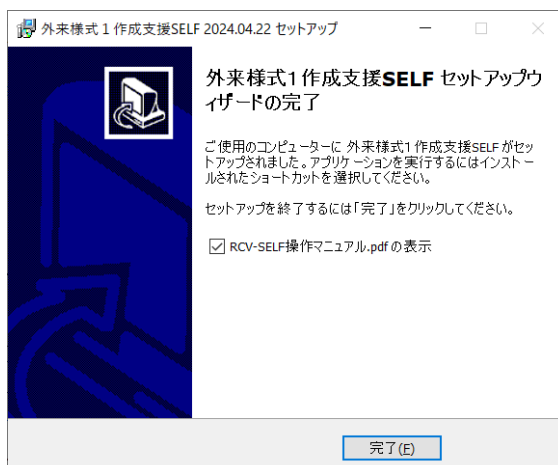 外来様式1作成支援SELF 2024.04.22 セットアップ
外来様式1作成支援SELF セットアップウ
ィザードの完了
ご使用のコンピューターに 外来様式1作成支援SELF がセッ
トアップされました。アプリケーションを実行するにはインストー
ルされたショートカットを選択してください。
セットアップを終了するには「完了」をクリックしてください。
RCV-SELF操作マニュアル.pdf の表示
完了(F)